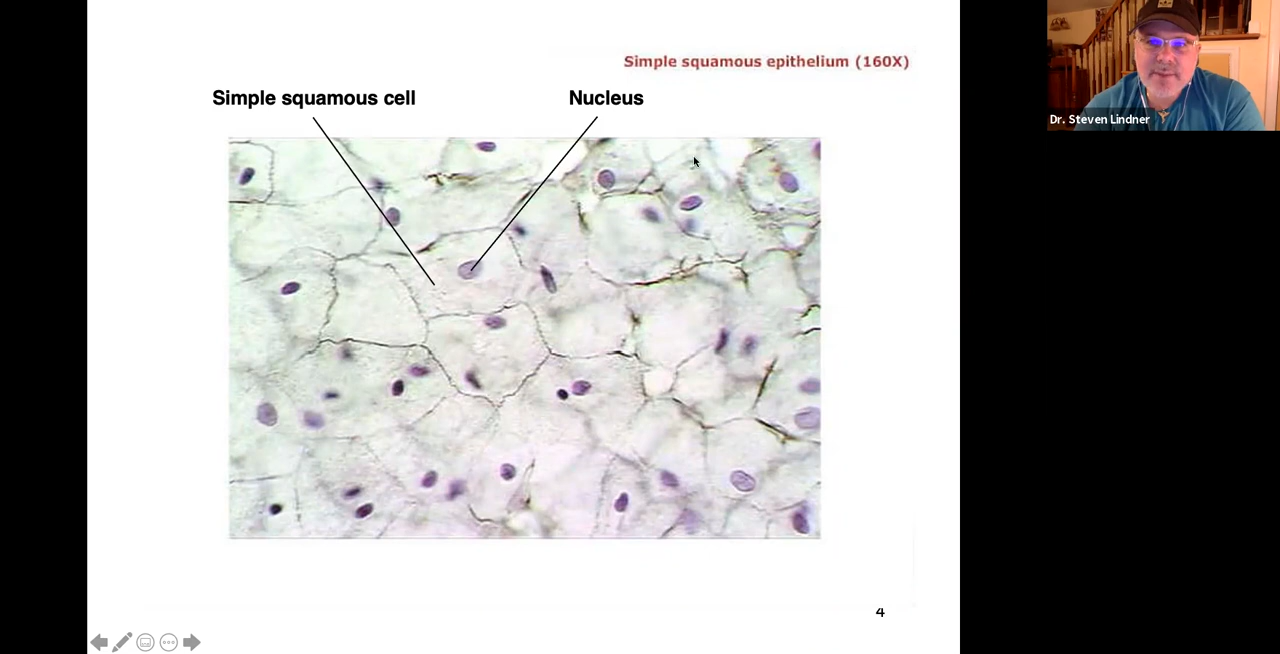 Simple squamous epithelium (160X)
Simple squamous cell
Nucleus
Dr. Steven Lindner
4